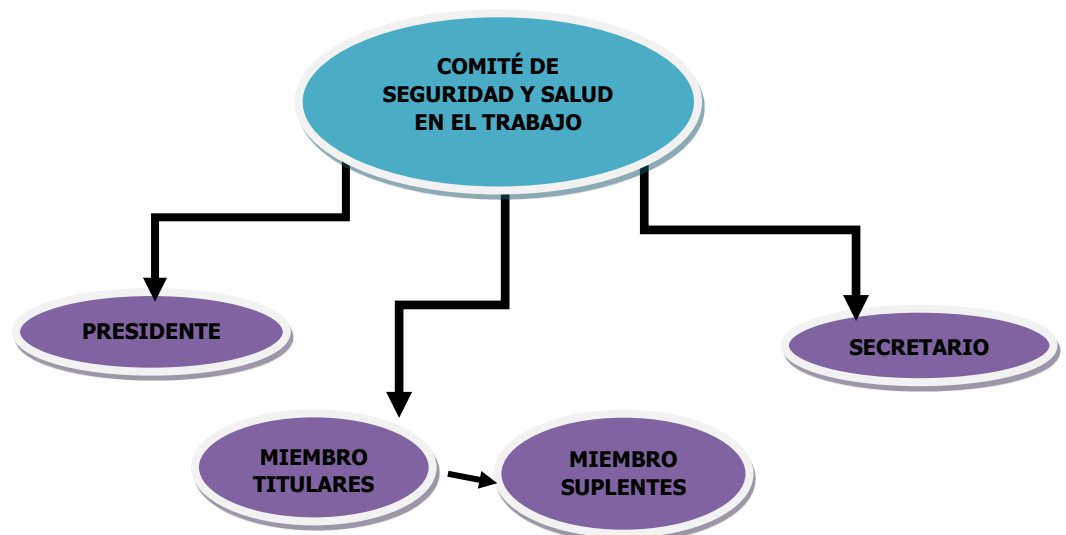 COMITÉ DE
SEGURIDAD Y SALUD
EN EL TRABAJO
PRESIDENTE
SECRETARIO
MIEMBRO
TITULARES
MIEMBRO
SUPLENTES